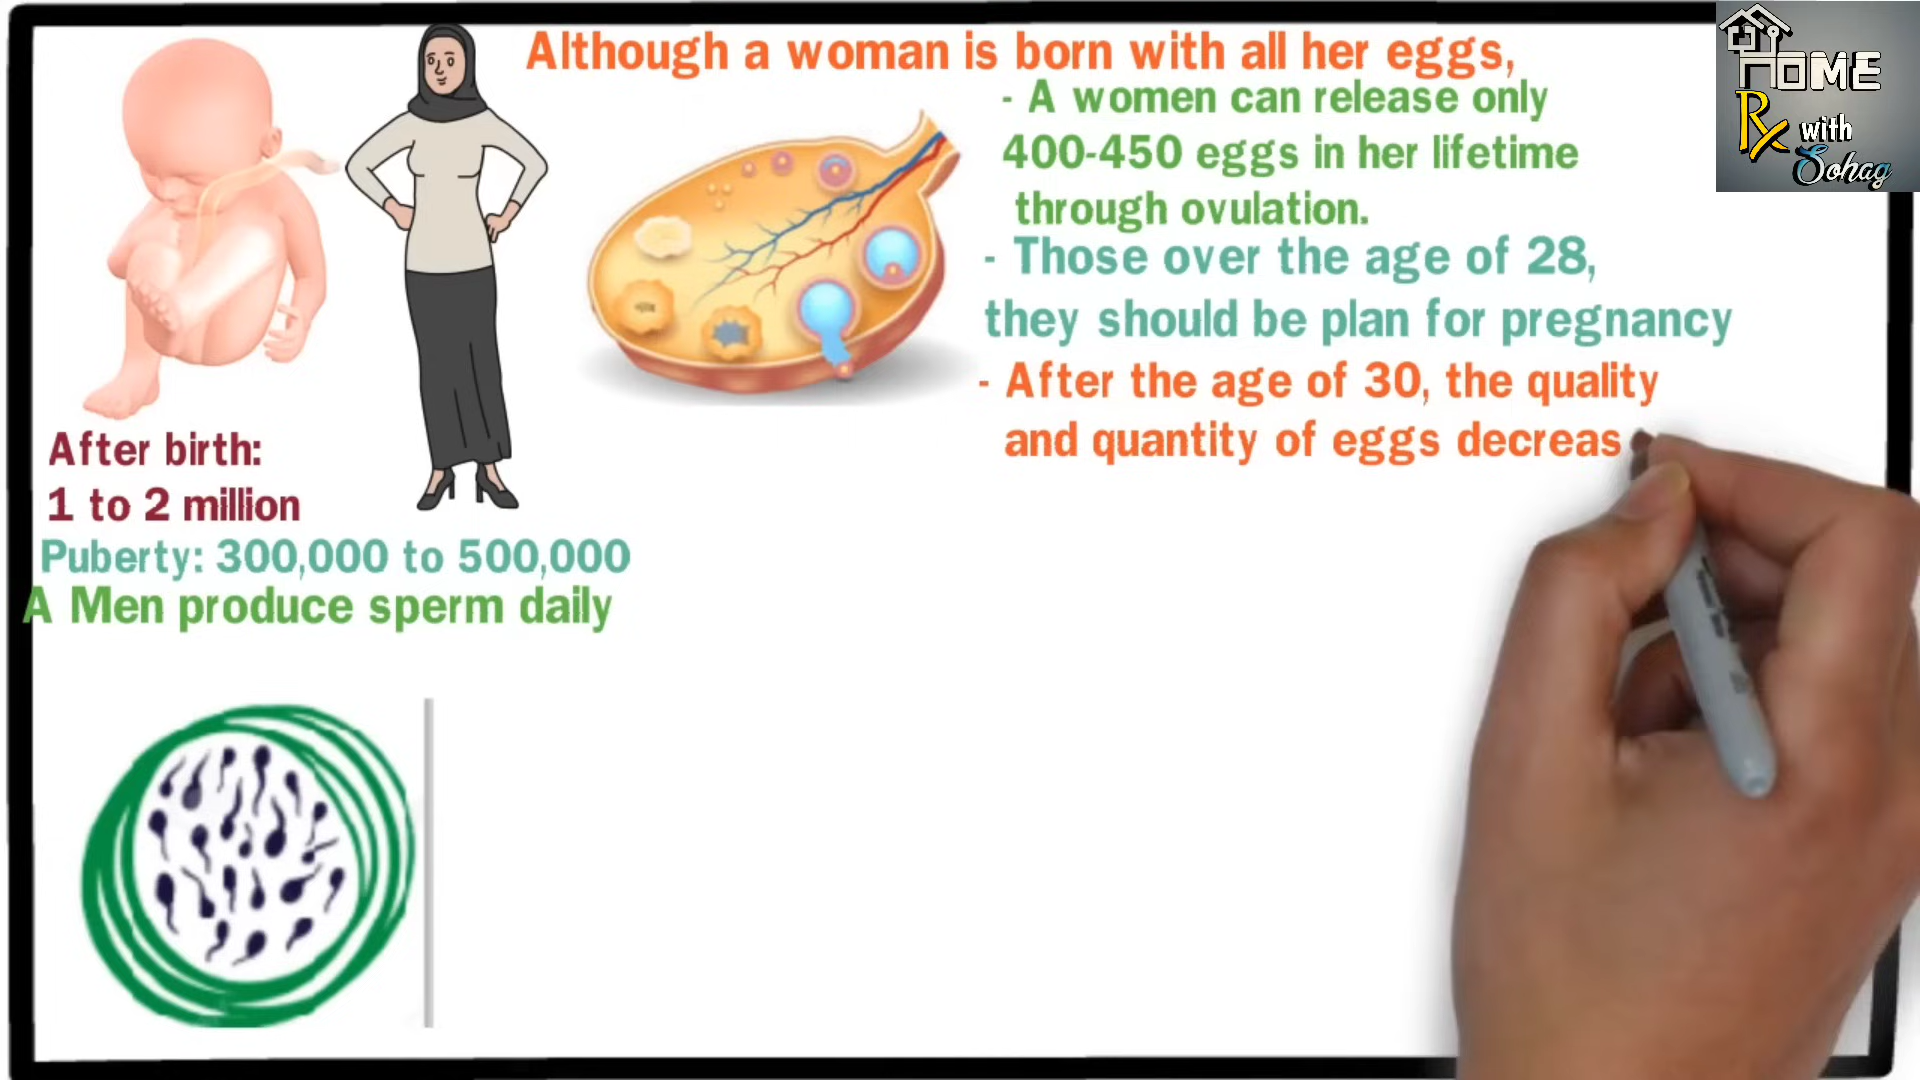 Although a woman is born with all her eggs,
- A women can release only
400-450 eggs in her lifetime
through ovulation.
- Those over the age of 28,
they should be plan for pregnancy
- After the age of 30, the quality
and quantity of eggs decreas
After birth:
1 to 2 million
Puberty: 300,000 to 500,000
A Men produce sperm daily
HOME
Rx with
Sohag